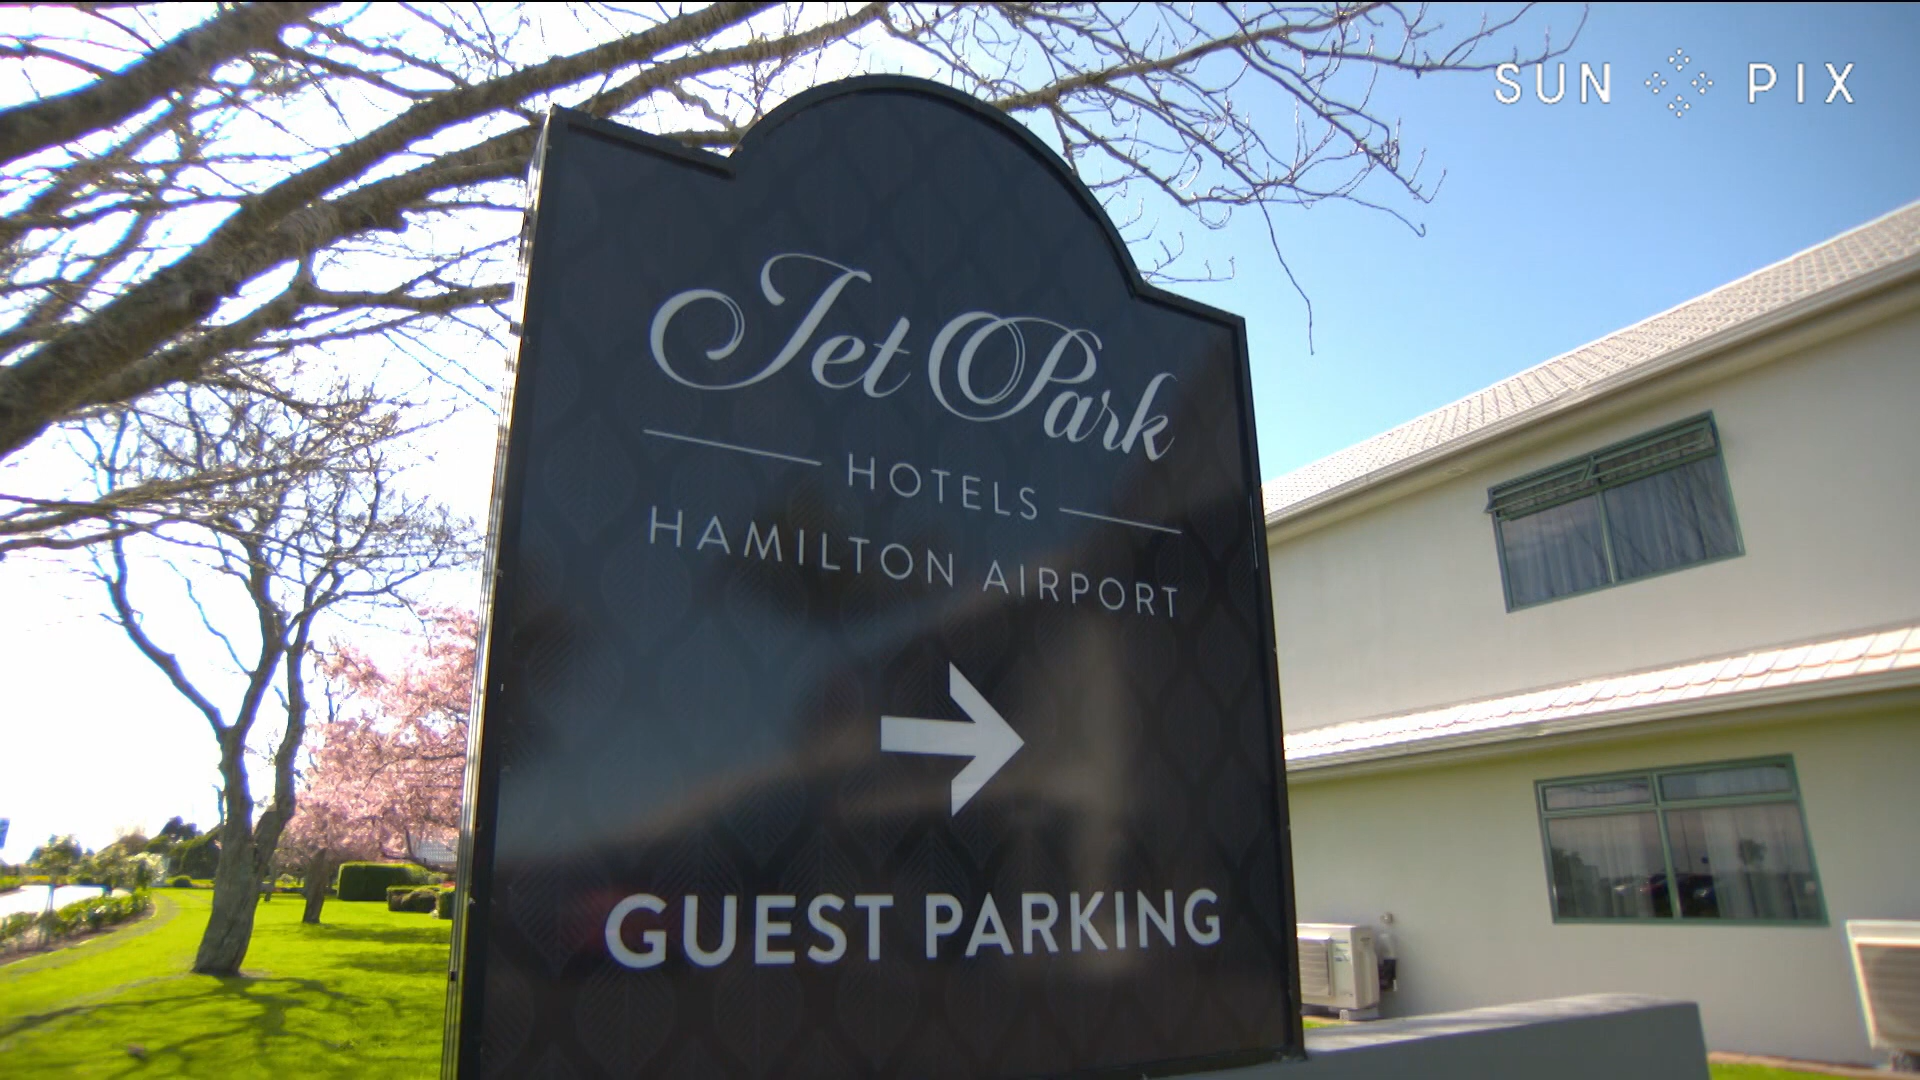 SUN PIX
Jet Park
HOTELS
HAMILTON AIRPORT
GUEST PARKING